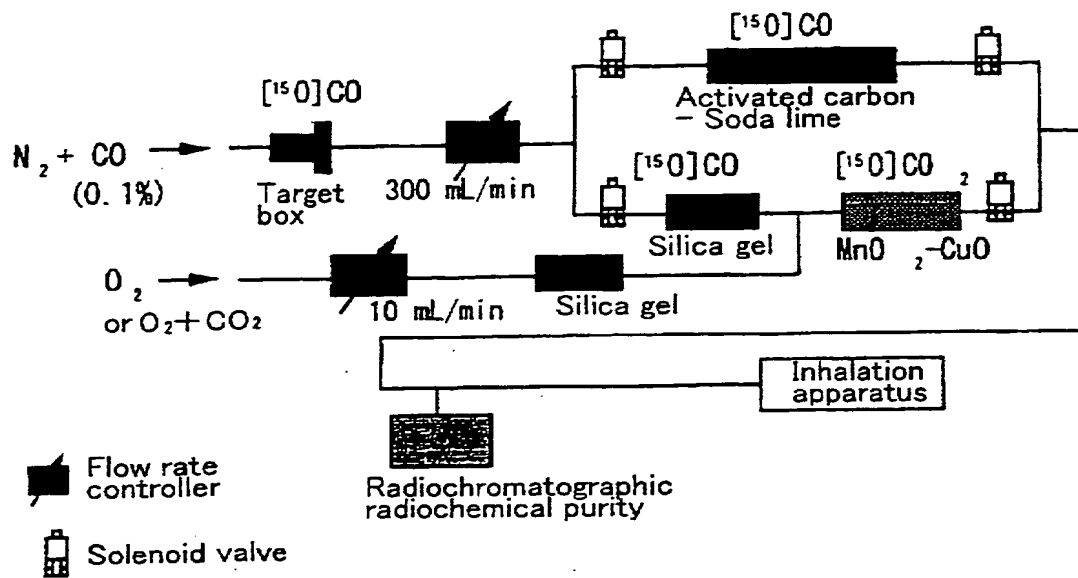 [¹⁵O]CO
[¹⁵O]CO
N₂ + CO
(0.1%)
Target
box
300 mL/min
Activated carbon
- Soda lime
[¹⁵O]CO
[¹⁵O]CO₂
Silica gel
MnO₂-CuO
O₂
or O₂+CO₂
10 mL/min
Silica gel
Inhalation
apparatus
Radiochromatographic
radiochemical purity
Flow rate
controller
Solenoid valve